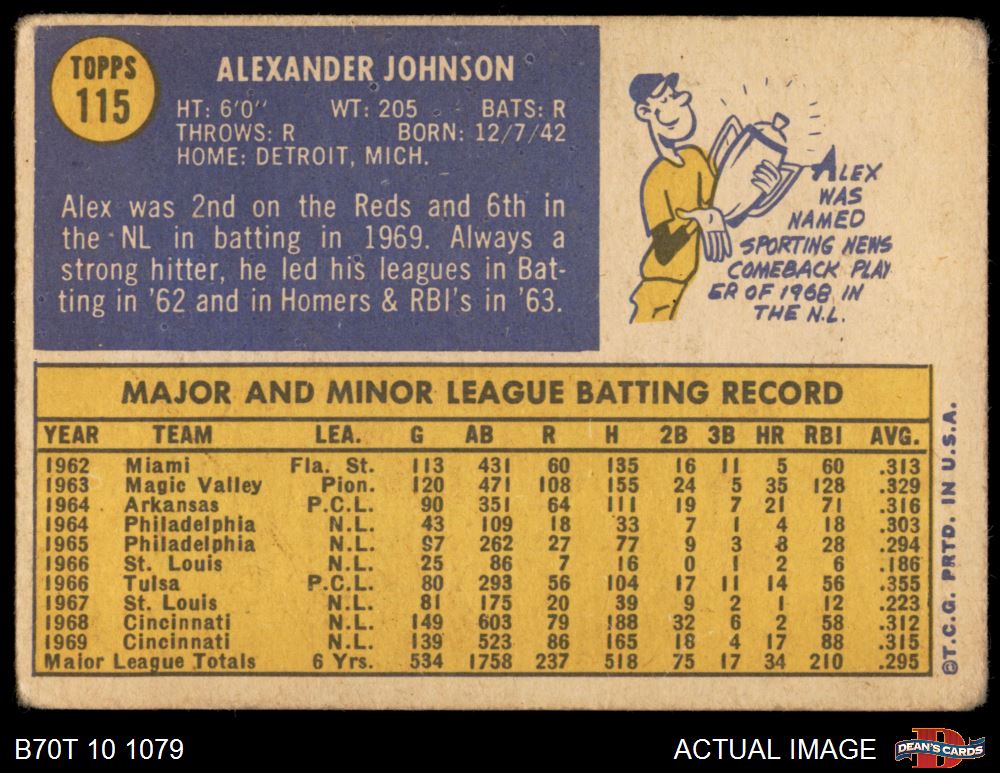 TOPPS
115
ALEXANDER JOHNSON
HT: 6'0" WT: 205 BATS: R
THROWS: R BORN: 12/7/42
HOME: DETROIT, MICH.
Alex was 2nd on the Reds and 6th in
the NL in batting in 1969. Always a
strong hitter, he led his leagues in Bat-
ting in '62 and in Homers & RBI's in '63.
ALEX
WAS
NAMED
SPORTING NEWS
COMEBACK PLAY
ER OF 1968 IN
THE N.L.
MAJOR AND MINOR LEAGUE BATTING RECORD
YEAR TEAM LEA. G AB R H 2B 3B HR RBI AVG.
1962 Miami Fla. St. 113 431 60 135 16 11 5 60 .313
1963 Magic Valley Pion. 120 471 108 155 24 5 35 128 .329
1964 Arkansas P.C.L. 90 351 64 111 19 7 21 71 .316
1964 Philadelphia N.L. 43 109 18 33 7 1 4 18 .303
1965 Philadelphia N.L. 97 262 27 77 9 3 8 28 .294
1966 St. Louis N.L. 25 86 7 16 0 1 2 6 .186
1966 Tulsa P.C.L. 80 293 56 104 17 11 14 56 .355
1967 St. Louis N.L. 81 175 20 39 9 2 1 12 .223
1968 Cincinnati N.L. 149 603 79 188 32 6 2 58 .312
1969 Cincinnati N.L. 139 523 86 165 18 4 17 88 .315
Major League Totals 6 Yrs. 534 1758 237 518 75 17 34 210 .295
©T.C.G. PRTD. IN U.S.A.
B70T 10 1079
ACTUAL IMAGE
D
DEAN'S CARDS